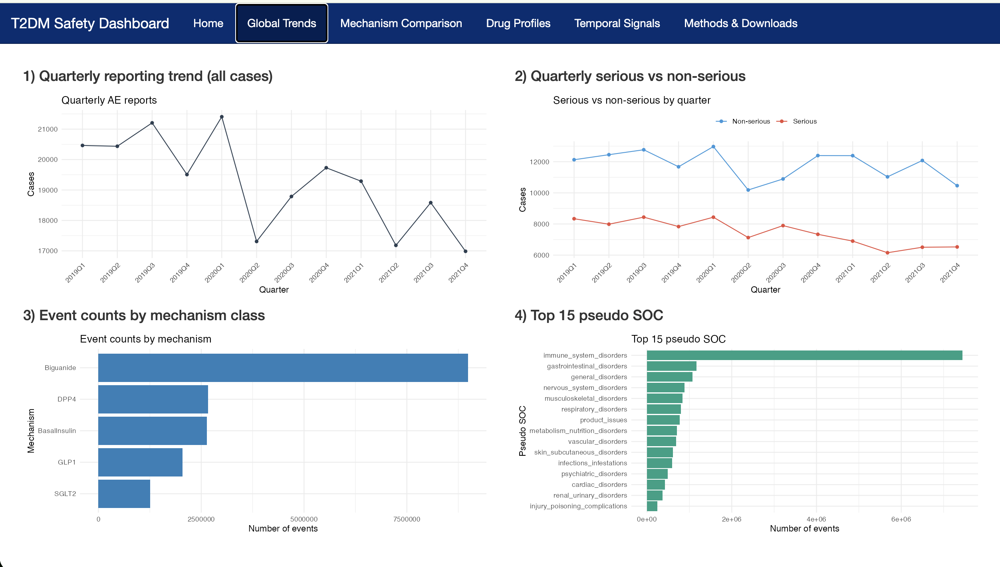 T2DM Safety Dashboard Home Global Trends Mechanism Comparison Drug Profiles Temporal Signals Methods & Downloads
1) Quarterly reporting trend (all cases)
Quarterly AE reports
Cases
21000
20000
19000
18000
17000
2019Q1 2019Q2 2019Q3 2019Q4 2020Q1 2020Q2 2020Q3 2020Q4 2021Q1 2021Q2 2021Q3 2021Q4
Quarter
2) Quarterly serious vs non-serious
Serious vs non-serious by quarter
Non-serious Serious
Cases
12000
10000
8000
6000
2019Q1 2019Q2 2019Q3 2019Q4 2020Q1 2020Q2 2020Q3 2020Q4 2021Q1 2021Q2 2021Q3 2021Q4
Quarter
3) Event counts by mechanism class
Event counts by mechanism
Mechanism
Biguanide
DPP4
BasalInsulin
GLP1
SGLT2
0 2500000 5000000 7500000
Number of events
4) Top 15 pseudo SOC
Top 15 pseudo SOC
Pseudo SOC
immune_system_disorders
gastrointestinal_disorders
general_disorders
nervous_system_disorders
musculoskeletal_disorders
respiratory_disorders
product_issues
metabolism_nutrition_disorders
vascular_disorders
skin_subcutaneous_disorders
infections_infestations
psychiatric_disorders
cardiac_disorders
renal_urinary_disorders
injury_poisoning_complications
0e+00 2e+06 4e+06 6e+06
Number of events